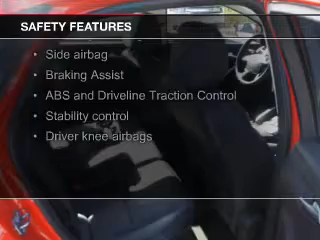 SAFETY FEATURES
• Side airbag
• Braking Assist
• ABS and Driveline Traction Control
• Stability control
• Driver knee airbags